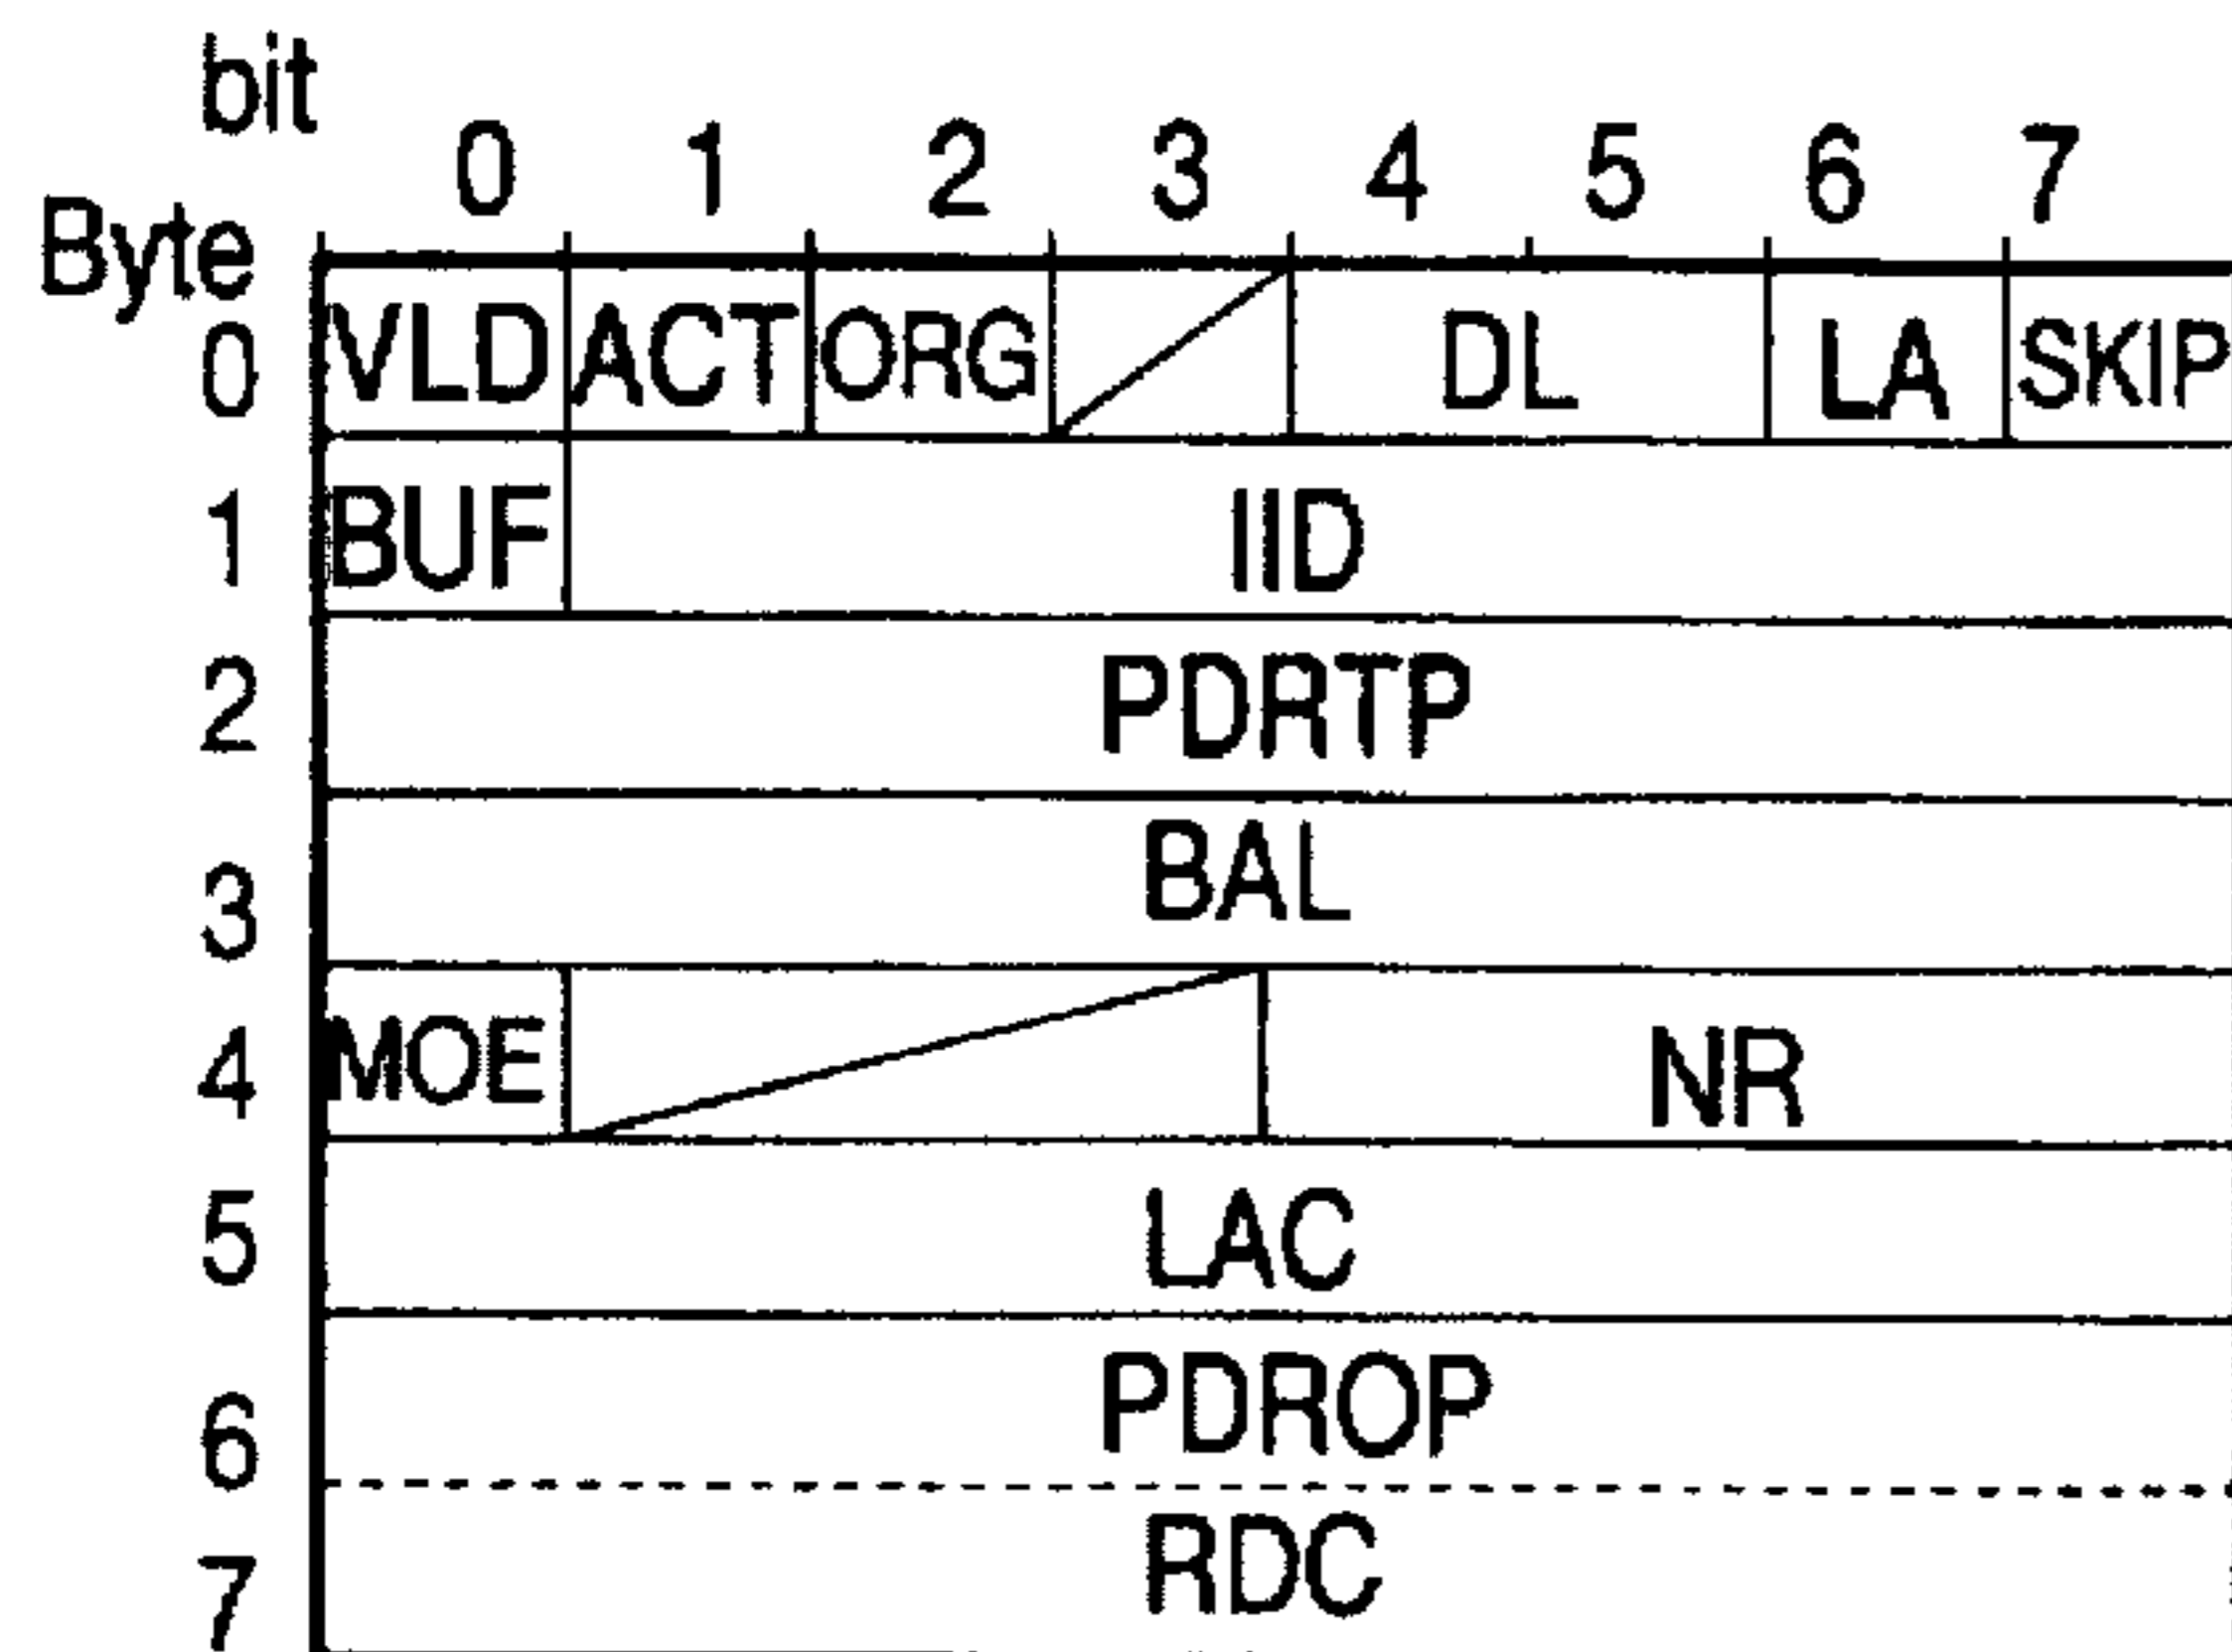 bit
0 1 2 3 4 5 6 7
Byte
0 VLD ACT ORG DL LA SKIP
1 BUF IID
2 PDRTP
3 BAL
4 MOE NR
5 LAC
6 PDROP
7 RDC